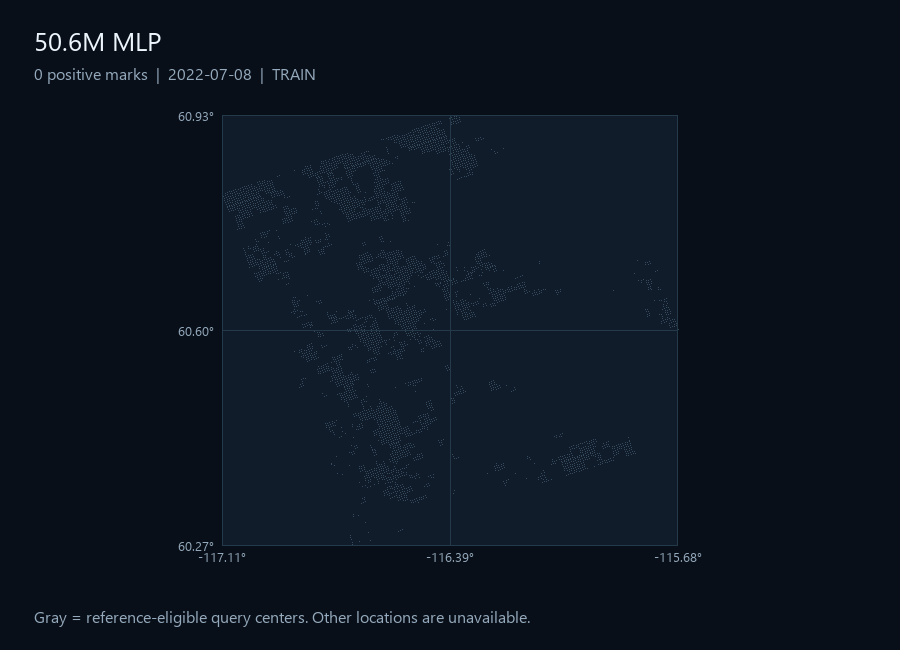 50.6M MLP
0 positive marks | 2022-07-08 | TRAIN
60.93°
60.60°
60.27°
-117.11°
-116.39°
-115.68°
Gray = reference-eligible query centers. Other locations are unavailable.